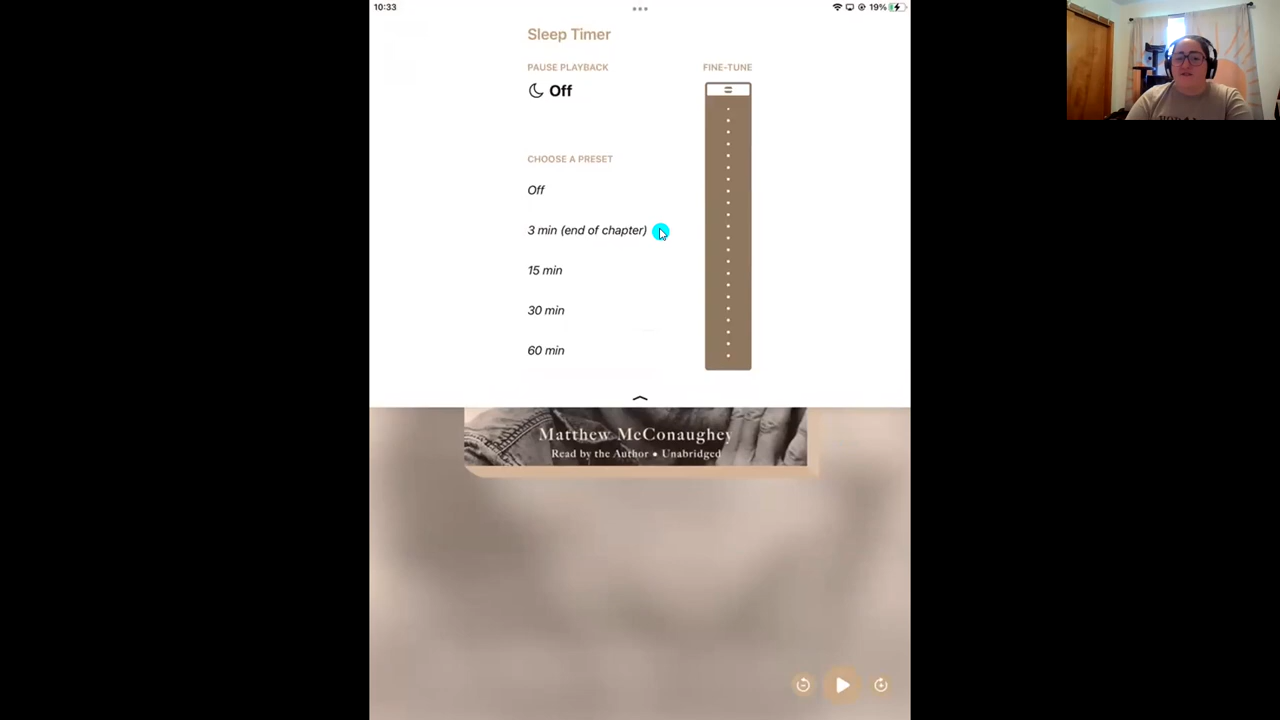 10:33
19%
Sleep Timer
PAUSE PLAYBACK
FINE-TUNE
Off
CHOOSE A PRESET
Off
3 min (end of chapter)
15 min
30 min
60 min
Matthew McConaughey
Read by the Author • Unabridged